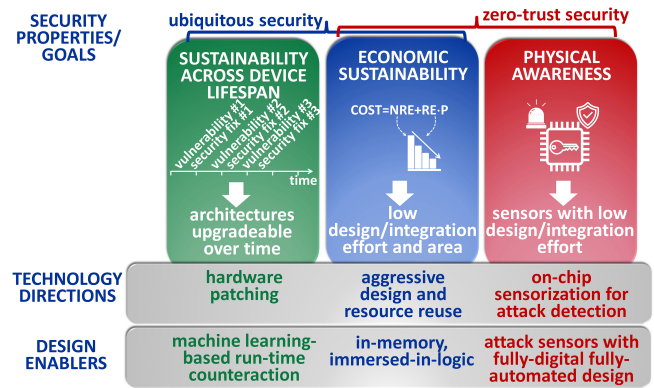 SECURITY
PROPERTIES/
GOALS
ubiquitous security
zero-trust security
SUSTAINABILITY
ACROSS DEVICE
LIFESPAN
vulnerability #1
security fix #1
vulnerability #2
security fix #2
vulnerability #3
security fix #3
time
architectures
upgradeable
over time
ECONOMIC
SUSTAINABILITY
COST=NRE+RE·P
low
design/integration
effort and area
PHYSICAL
AWARENESS
sensors with low
design/integration
effort
TECHNOLOGY
DIRECTIONS
hardware
patching
aggressive
design and
resource reuse
on-chip
sensorization for
attack detection
DESIGN
ENABLERS
machine learning-
based run-time
counteraction
in-memory,
immersed-in-logic
attack sensors with
fully-digital fully-
automated design